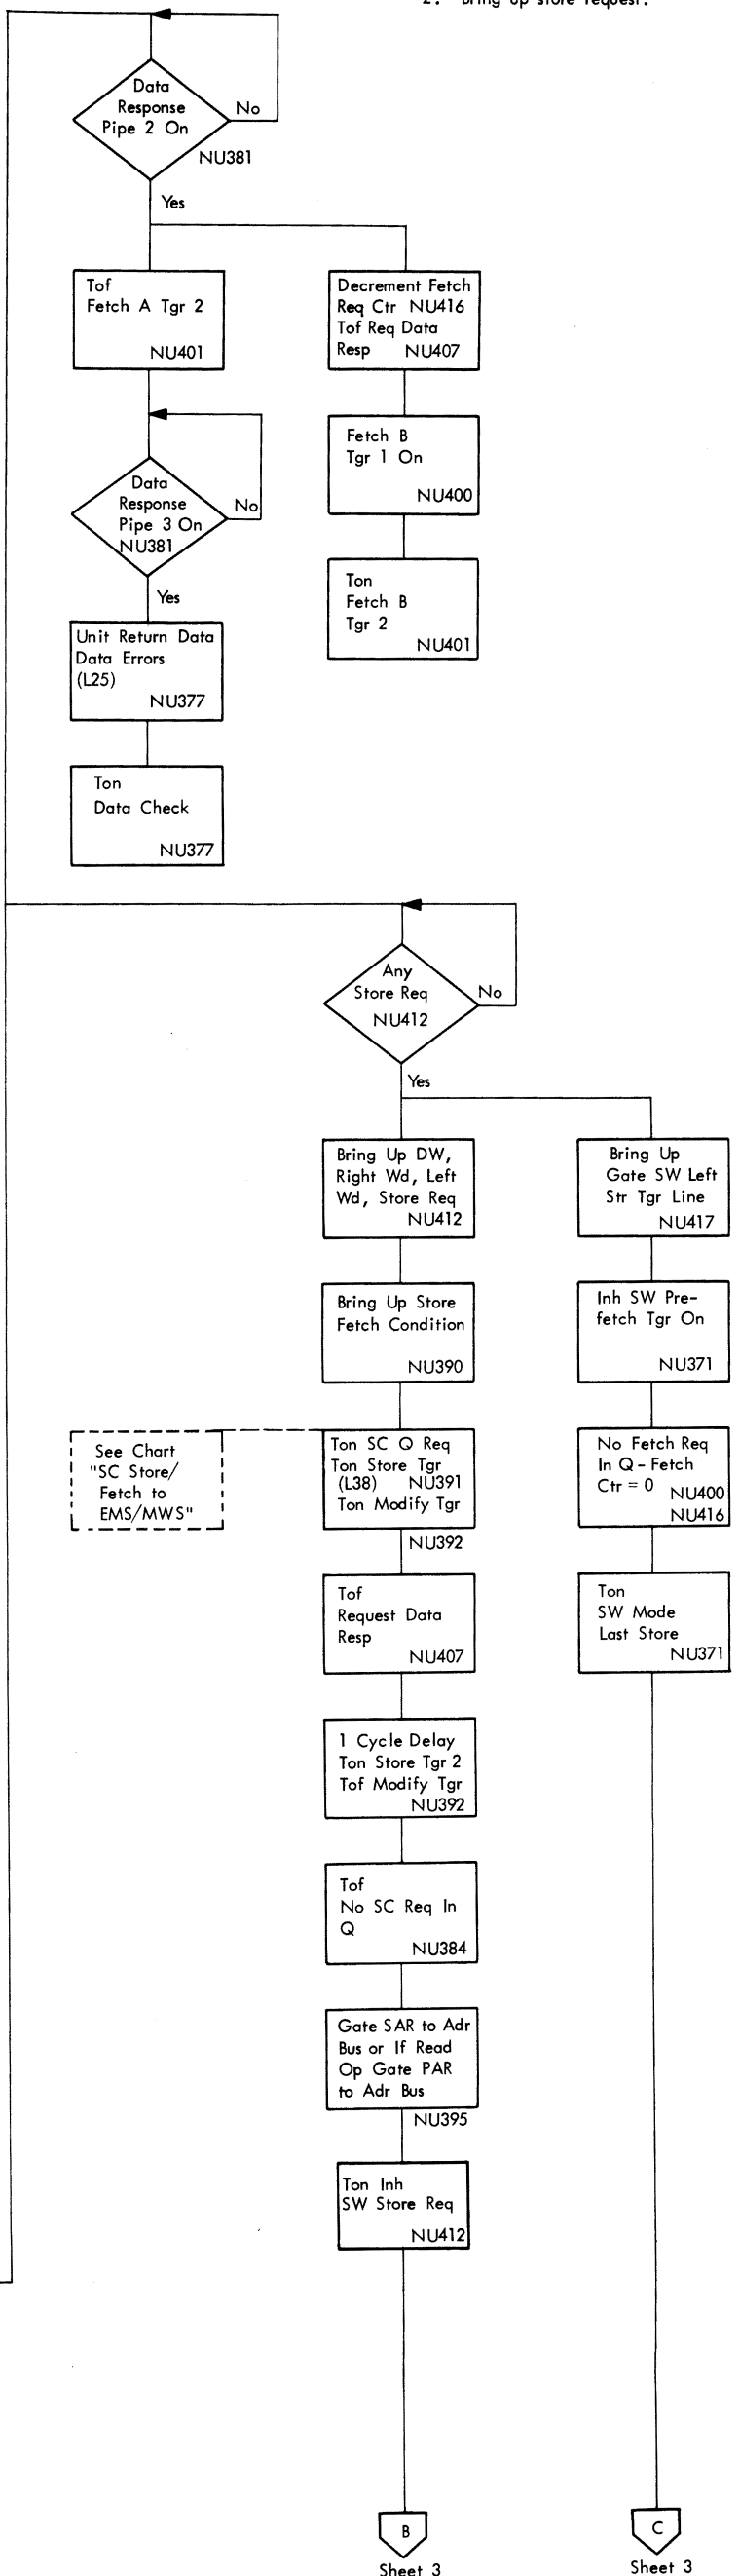 2. Bring up store request.
Data
Response
Pipe 2 On
No
NU381
Yes
Tof
Fetch A Tgr 2
NU401
Decrement Fetch
Req Ctr NU416
Tof Req Data
Resp NU407
Fetch B
Tgr 1 On
NU400
Data
Response
Pipe 3 On
NU381
No
Yes
Ton
Fetch B
Tgr 2
NU401
Unit Return Data
Data Errors
(L25)
NU377
Ton
Data Check
NU377
Any
Store Req
NU412
No
Yes
Bring Up DW,
Right Wd, Left
Wd, Store Req
NU412
Bring Up
Gate SW Left
Str Tgr Line
NU417
Bring Up Store
Fetch Condition
NU390
Inh SW Pre-
fetch Tgr On
NU371
See Chart
"SC Store/
Fetch to
EMS/MWS"
Ton SC Q Req
Ton Store Tgr
(L38) NU391
Ton Modify Tgr
NU392
No Fetch Req
In Q - Fetch
Ctr = 0 NU400
NU416
Tof
Request Data
Resp
NU407
Ton
SW Mode
Last Store
NU371
1 Cycle Delay
Ton Store Tgr 2
Tof Modify Tgr
NU392
Tof
No SC Req In
Q
NU384
Gate SAR to Adr
Bus or If Read
Op Gate PAR
to Adr Bus
NU395
Ton Inh
SW Store Req
NU412
B
Sheet 3
C
Sheet 3